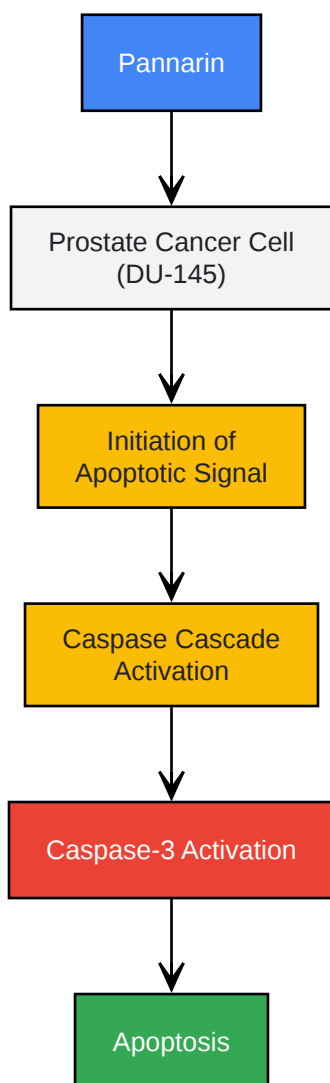 Pannarin
Prostate Cancer Cell
(DU-145)
Initiation of
Apoptotic Signal
Caspase Cascade
Activation
Caspase-3 Activation
Apoptosis